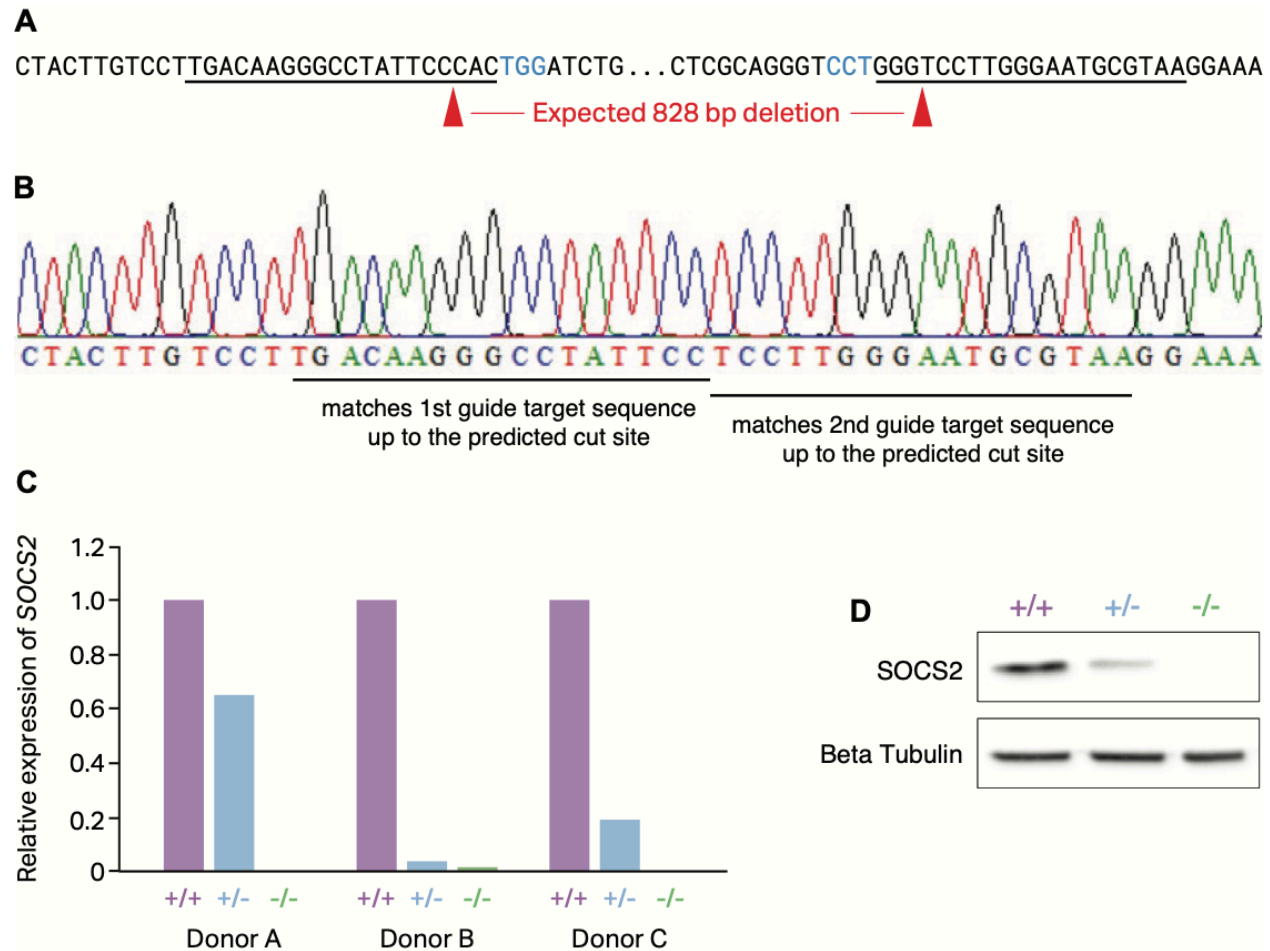 A
CTACTTGTCCTTGACAAGGGCCTATTCCCACTGGATCTG...CTCGCAGGGTCCTGGGTCCTTGGGAATGCGTAAGGAAA
Expected 828 bp deletion
B
CTACTTGTCCTTGACAAGGGCCTATTCCTCCTTGGGAATGCGTAAGGAAA
matches 1st guide target sequence
up to the predicted cut site
matches 2nd guide target sequence
up to the predicted cut site
C
Relative expression of SOCS2
1.2
1.0
0.8
0.6
0.4
0.2
0
+/+ +/- -/- +/+ +/- -/- +/+ +/- -/-
Donor A Donor B Donor C
D
+/+ +/- -/-
SOCS2
Beta Tubulin